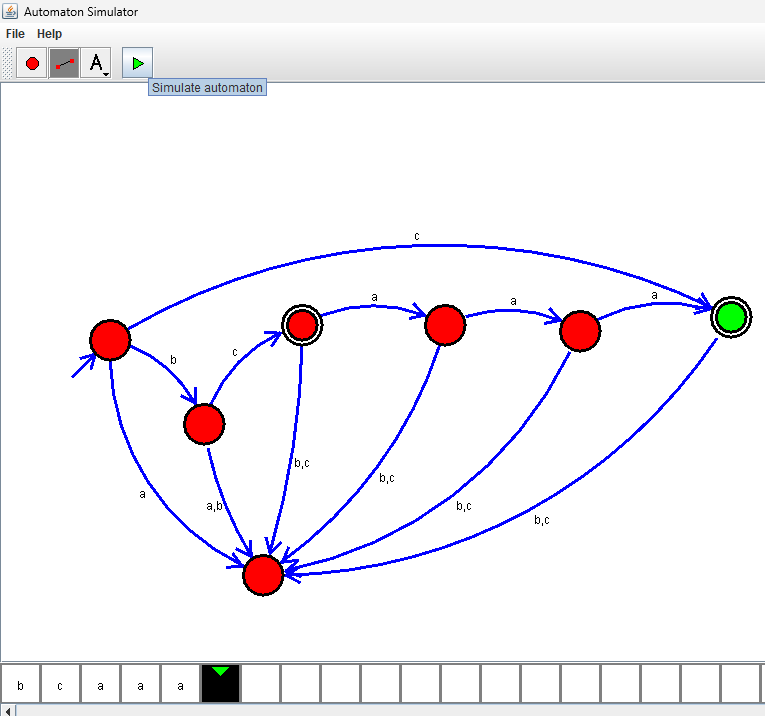 Automaton Simulator
File Help
A
Simulate automaton
c
a
a
a
b
c
b,c
b,c
a
a,b
b,c
b,c
b c a a a